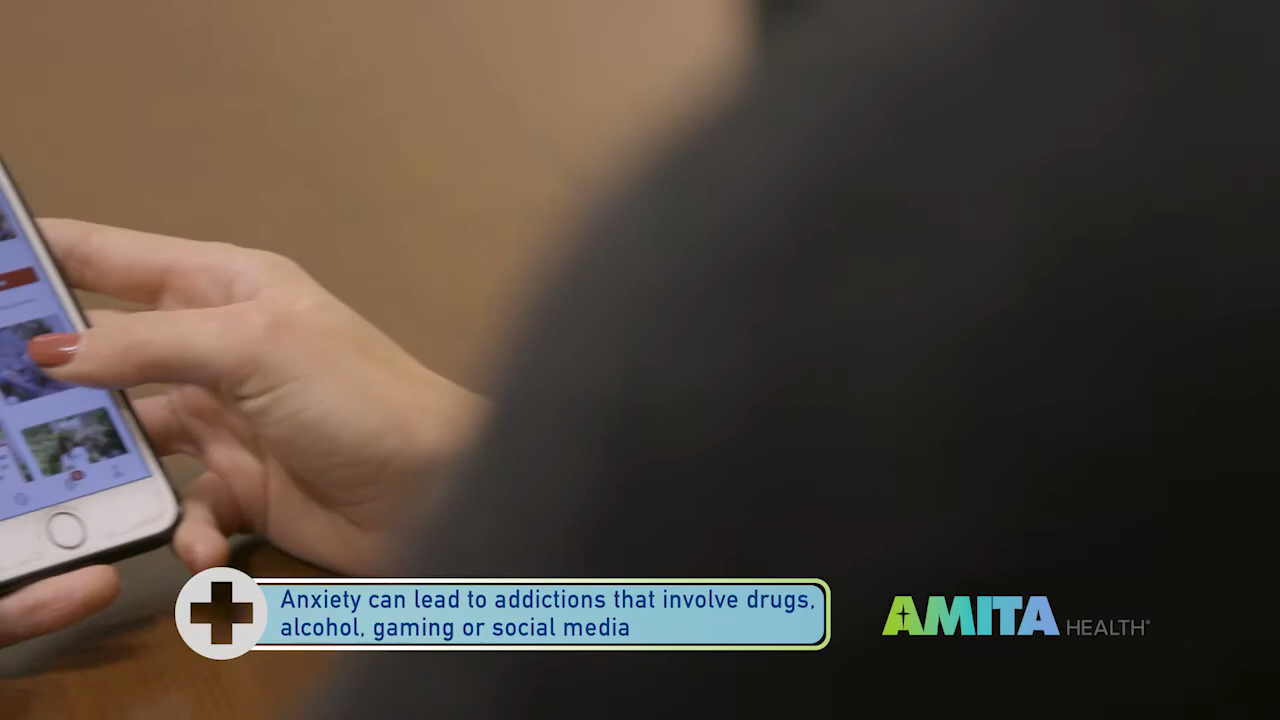 Anxiety can lead to addictions that involve drugs,
alcohol, gaming or social media
AMITA HEALTH®